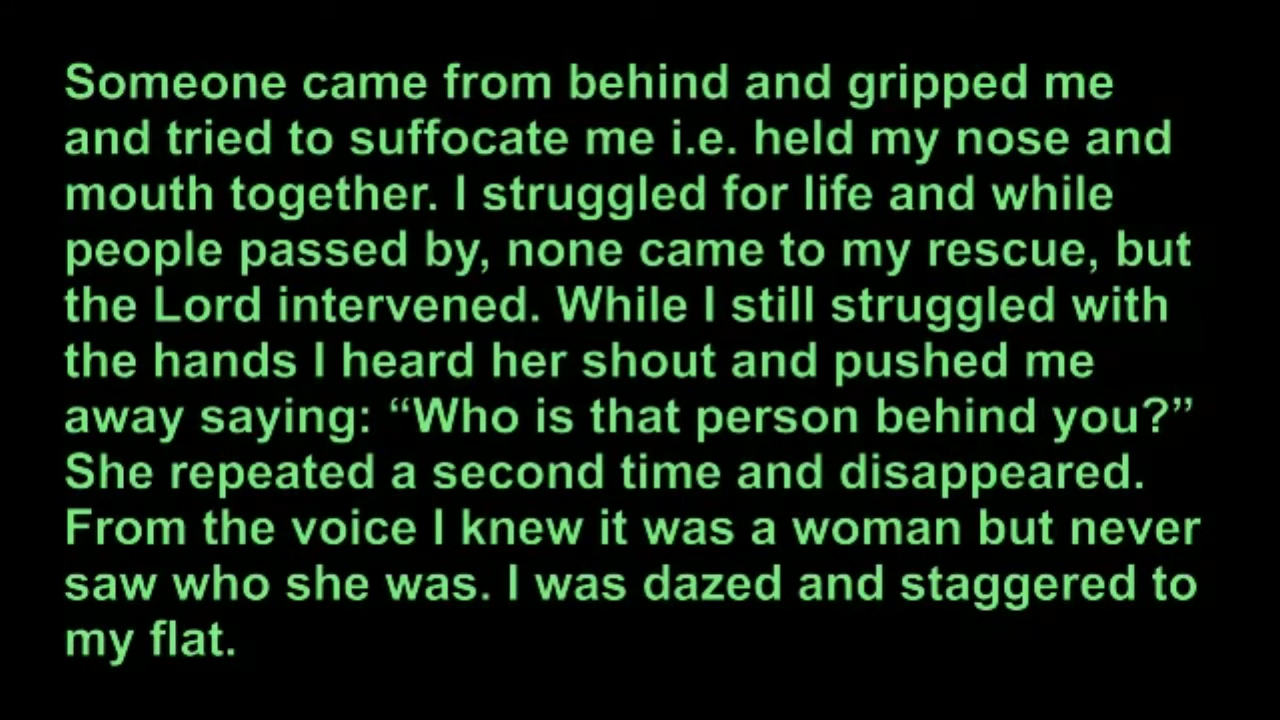 Someone came from behind and gripped me
and tried to suffocate me i.e. held my nose and
mouth together. I struggled for life and while
people passed by, none came to my rescue, but
the Lord intervened. While I still struggled with
the hands I heard her shout and pushed me
away saying: “Who is that person behind you?”
She repeated a second time and disappeared.
From the voice I knew it was a woman but never
saw who she was. I was dazed and staggered to
my flat.